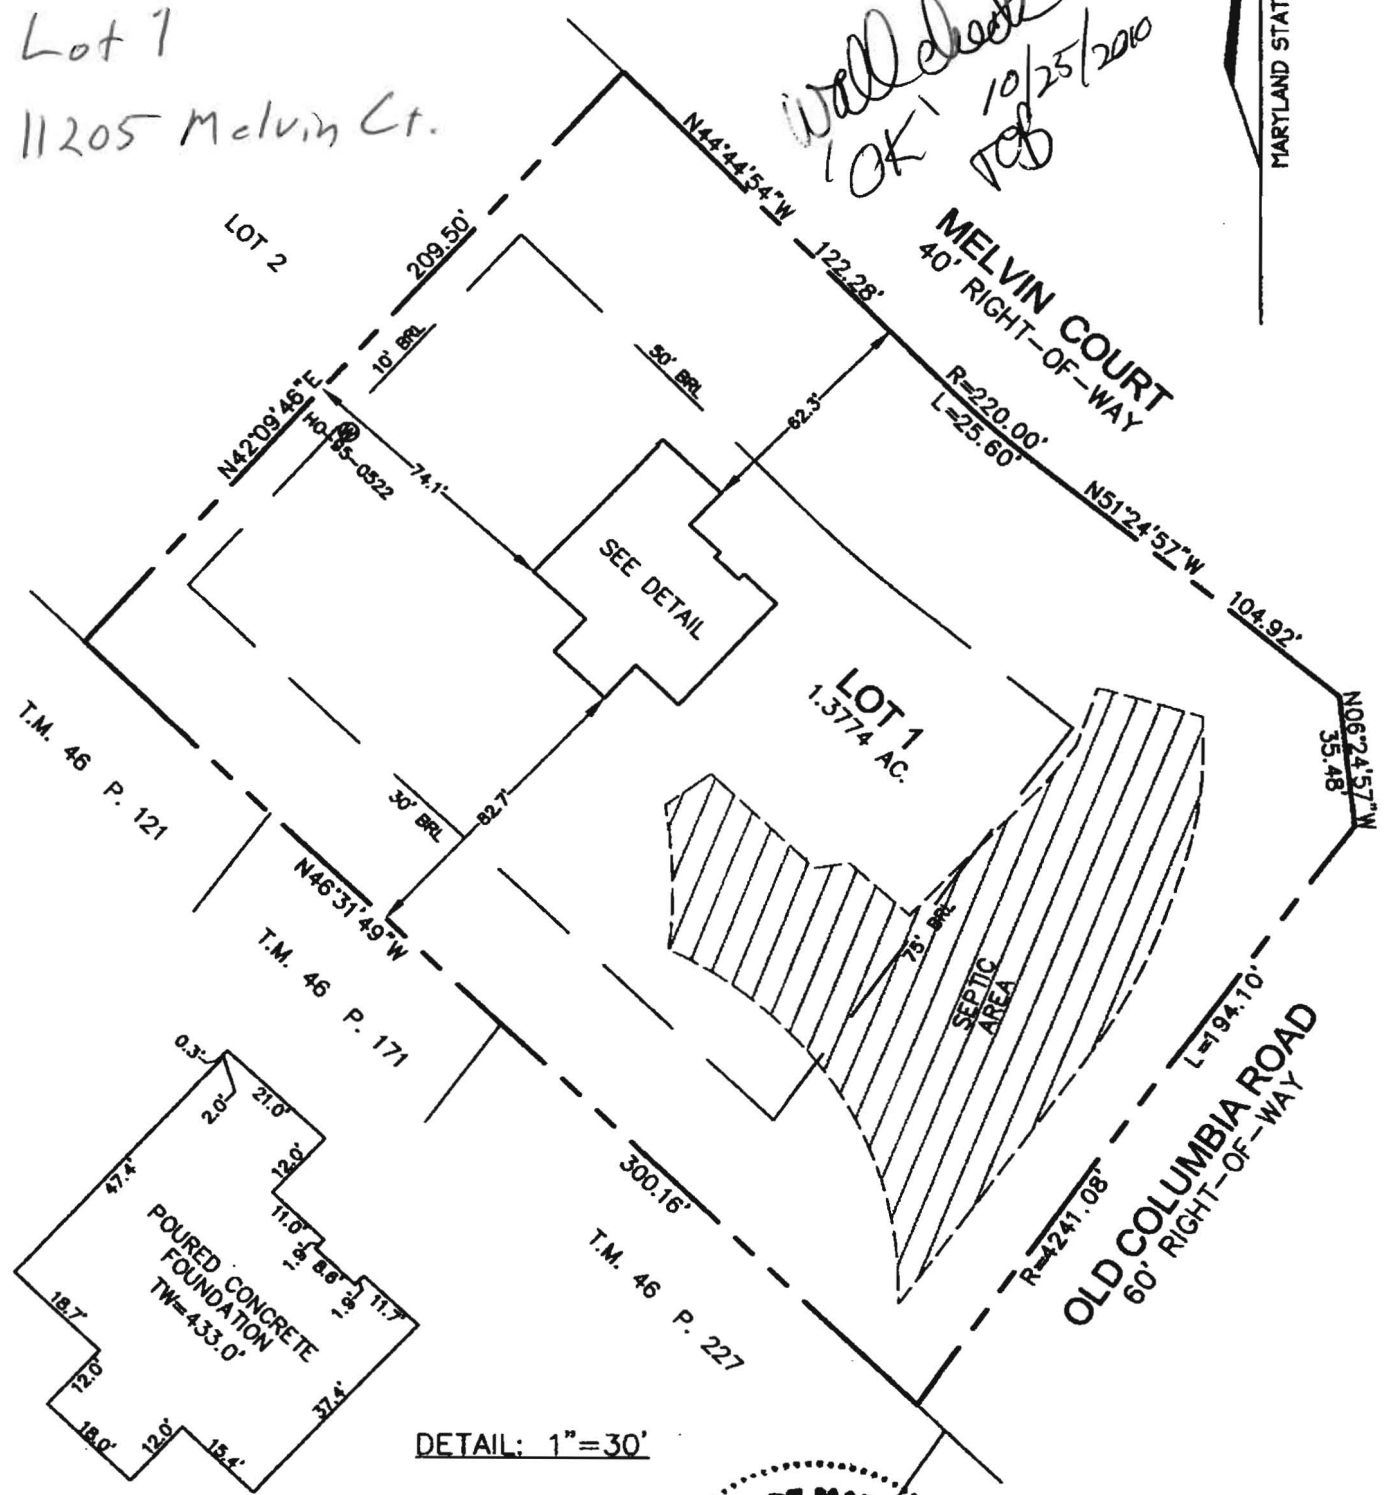 Lot 1
11205 Melvin Ct.
Wall check
'OK' 10/25/2010
MARYLAND STAT
LOT 2
209.50'
N42°09'46"E
10' BRL
50' BRL
N44°44'54"W
122.28'
MELVIN COURT
40' RIGHT-OF-WAY
R=220.00'
L=25.60'
N51°24'57"W
104.92'
N06°24'57"W
35.48'
62.3'
74.1'
HO-95-0522
SEE DETAIL
LOT 1
1.3774 AC.
82.7'
30' BRL
75' BRL
SEPTIC
AREA
L=194.10'
R=4241.08'
OLD COLUMBIA ROAD
60' RIGHT-OF-WAY
T.M. 46 P. 121
N46°31'49"W
T.M. 46 P. 171
300.16'
T.M. 46 P. 227
0.3'
2.0'
21.0'
12.0'
11.0'
1.8'
8.6'
1.8'
11.7'
47.4'
POURED CONCRETE
FOUNDATION
TW=433.0'
18.7'
12.0'
18.0'
12.0'
15.4'
37.4'
DETAIL: 1"=30'